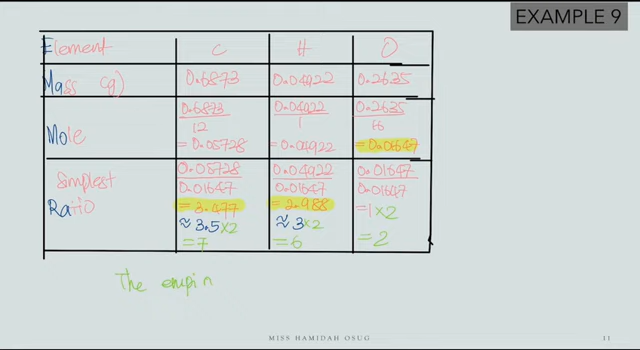 EXAMPLE 9
Element C H O
Mass (g) 0.6873 0.04922 0.2635
Mole 0.6873/12 0.04922/1 0.2635/16
= 0.05728 = 0.04922 = 0.01647
Simplest Ratio 0.05728/0.01647 0.04922/0.01647 0.01647/0.01647
= 3.477 = 2.988 = 1 x 2
≈ 3.5 x 2 ≈ 3 x 2 = 2
= 7 = 6
The empi n
MISS HAMIDAH OSUG 11